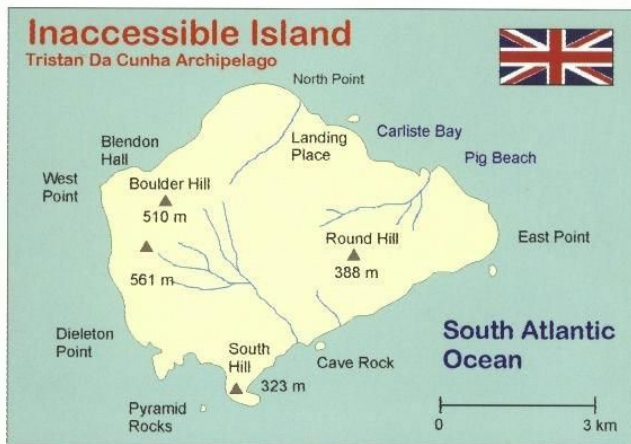 Inaccessible Island
Tristan Da Cunha Archipelago
North Point
Blendon
Hall
Landing
Place
Carliste Bay
Pig Beach
West
Point
Boulder Hill
510 m
Round Hill
388 m
East Point
561 m
Dieleton
Point
South
Hill
323 m
Cave Rock
South Atlantic
Ocean
Pyramid
Rocks
0
3 km